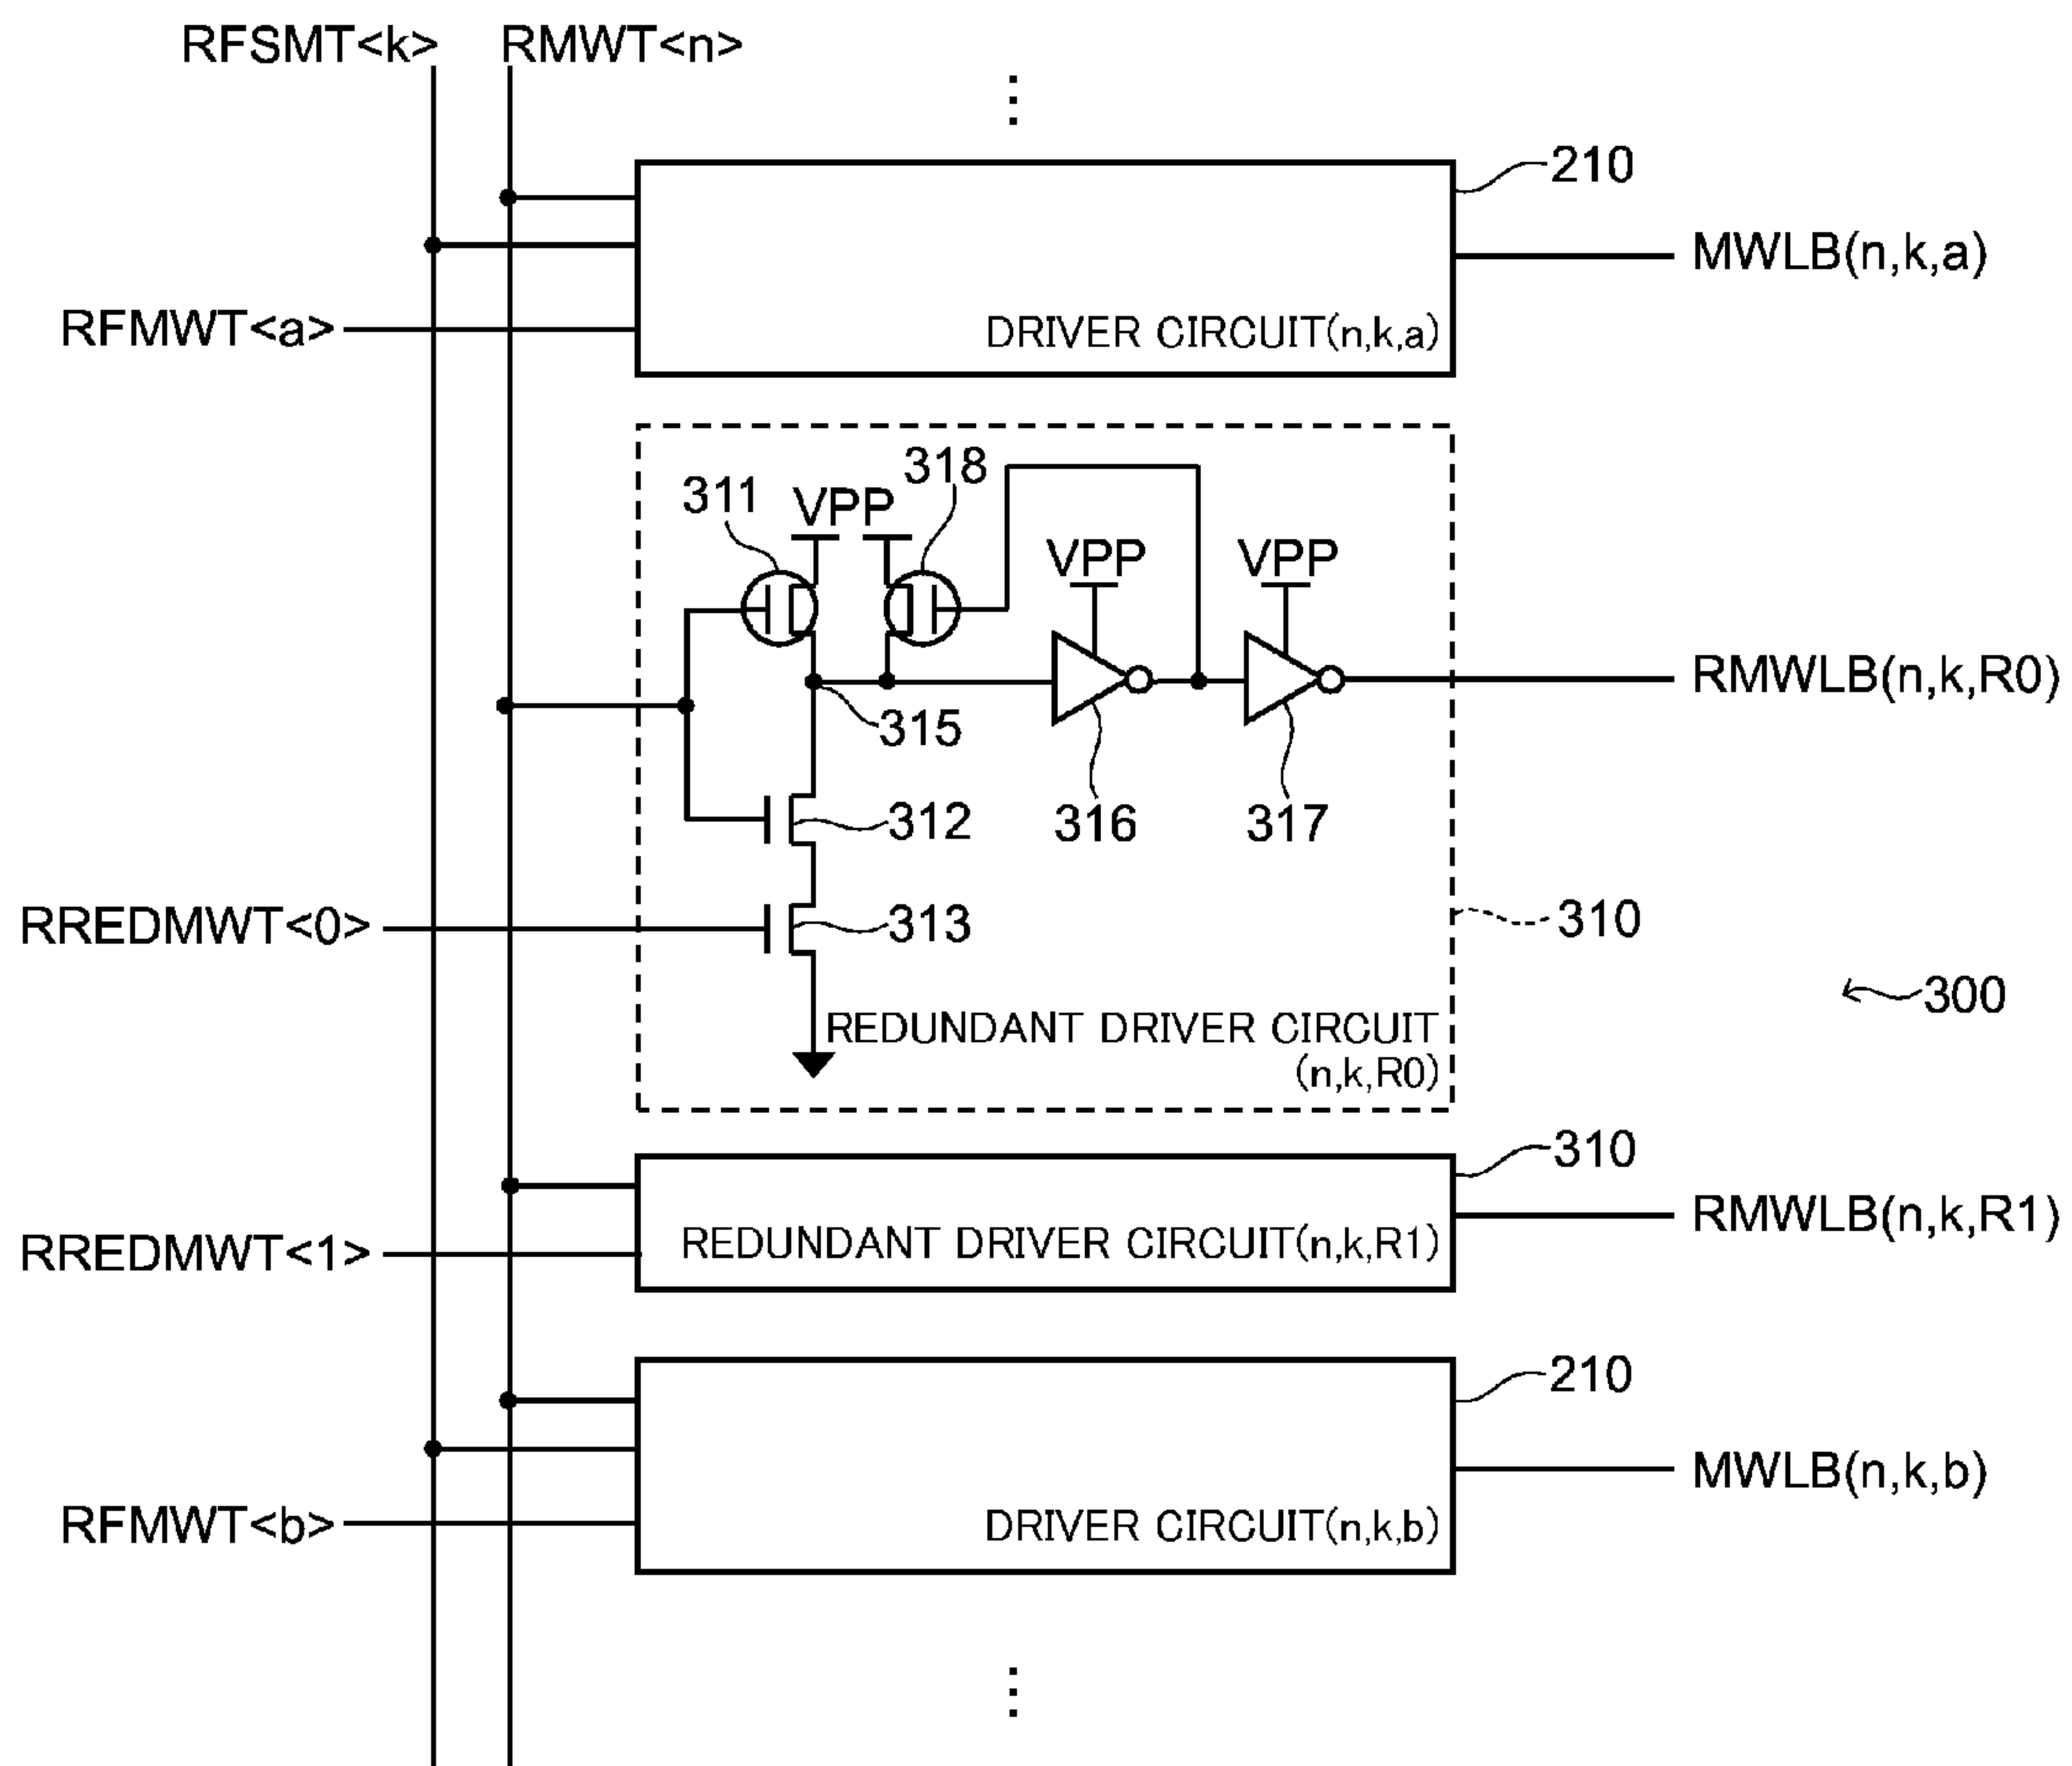 RFSMT<k> RMWT<n>
210
MWLB(n,k,a)
RFMWT<a>
DRIVER CIRCUIT(n,k,a)
318
311
VPP
VPP VPP
RMWLB(n,k,R0)
315
312
316
317
RREDMWT<0>
313
310
300
REDUNDANT DRIVER CIRCUIT
(n,k,R0)
310
RMWLB(n,k,R1)
RREDMWT<1>
REDUNDANT DRIVER CIRCUIT(n,k,R1)
210
MWLB(n,k,b)
RFMWT<b>
DRIVER CIRCUIT(n,k,b)